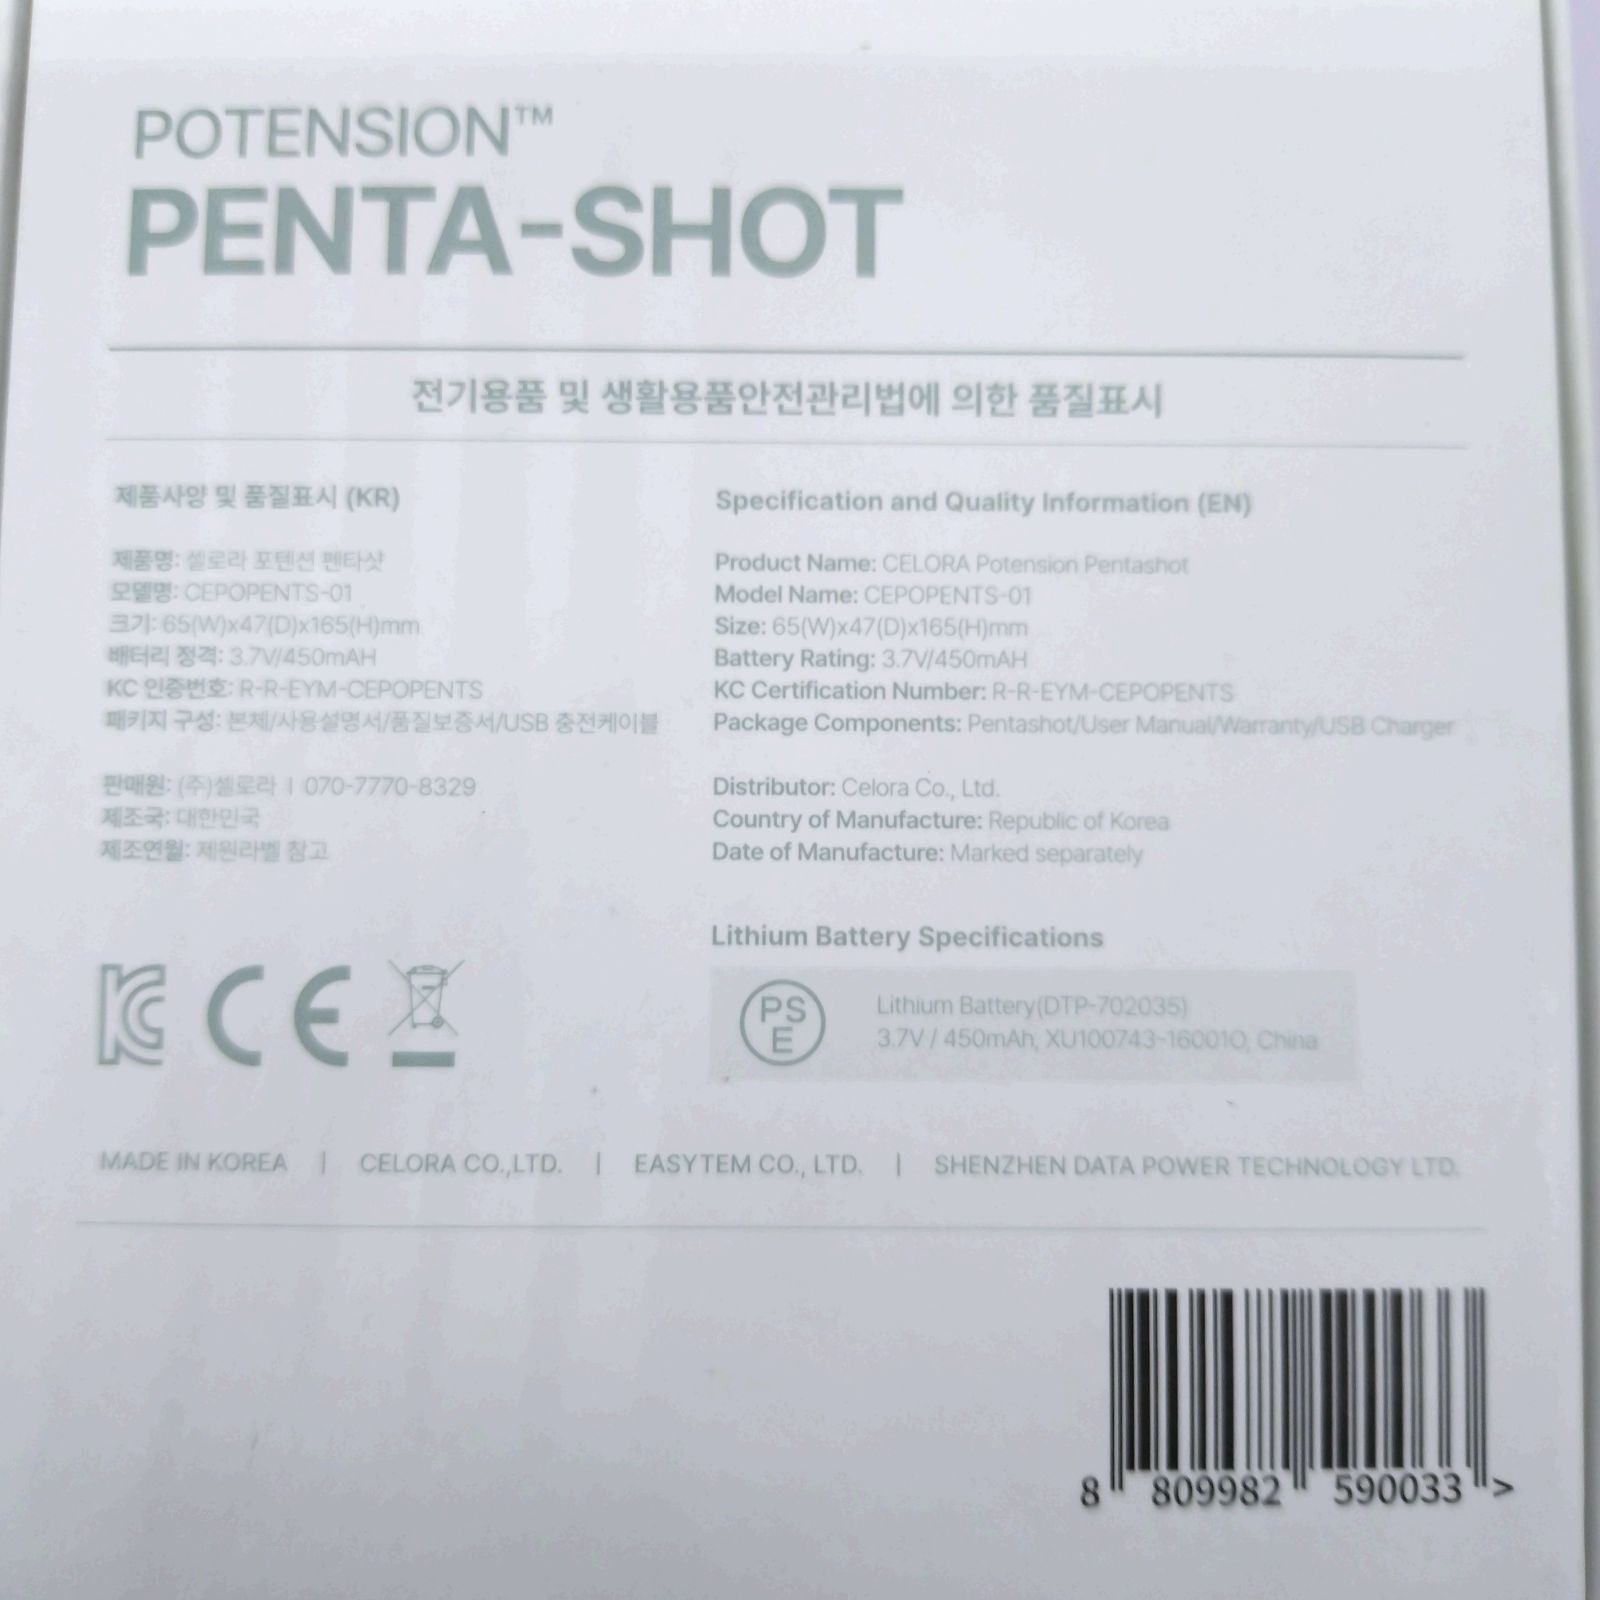 POTENSION™
PENTA-SHOT
전기용품 및 생활용품안전관리법에 의한 품질표시
제품사양 및 품질표시 (KR)
제품명: 셀로라 포텐션 펜타샷
모델명: CEPOPENTS-01
크기: 65(W)x47(D)x165(H)mm
배터리 정격: 3.7V/450mAH
KC 인증번호: R-R-EYM-CEPOPENTS
패키지 구성: 본체/사용설명서/품질보증서/USB 충전케이블
판매원: (주)셀로라 | 070-7770-8329
제조국: 대한민국
제조연월: 제원라벨 참고
Specification and Quality Information (EN)
Product Name: CELORA Potension Pentashot
Model Name: CEPOPENTS-01
Size: 65(W)x47(D)x165(H)mm
Battery Rating: 3.7V/450mAH
KC Certification Number: R-R-EYM-CEPOPENTS
Package Components: Pentashot/User Manual/Warranty/USB Charger
Distributor: Celora Co., Ltd.
Country of Manufacture: Republic of Korea
Date of Manufacture: Marked separately
Lithium Battery Specifications
PS
E
Lithium Battery(DTP-702035)
3.7V / 450mAh, XU100743-16001O, China
KC CE
MADE IN KOREA | CELORA CO.,LTD. | EASYTEM CO., LTD. | SHENZHEN DATA POWER TECHNOLOGY LTD.
8 809982 590033 >